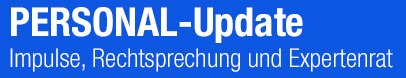 PERSONAL-Update
Impulse, Rechtsprechung und Expertenrat